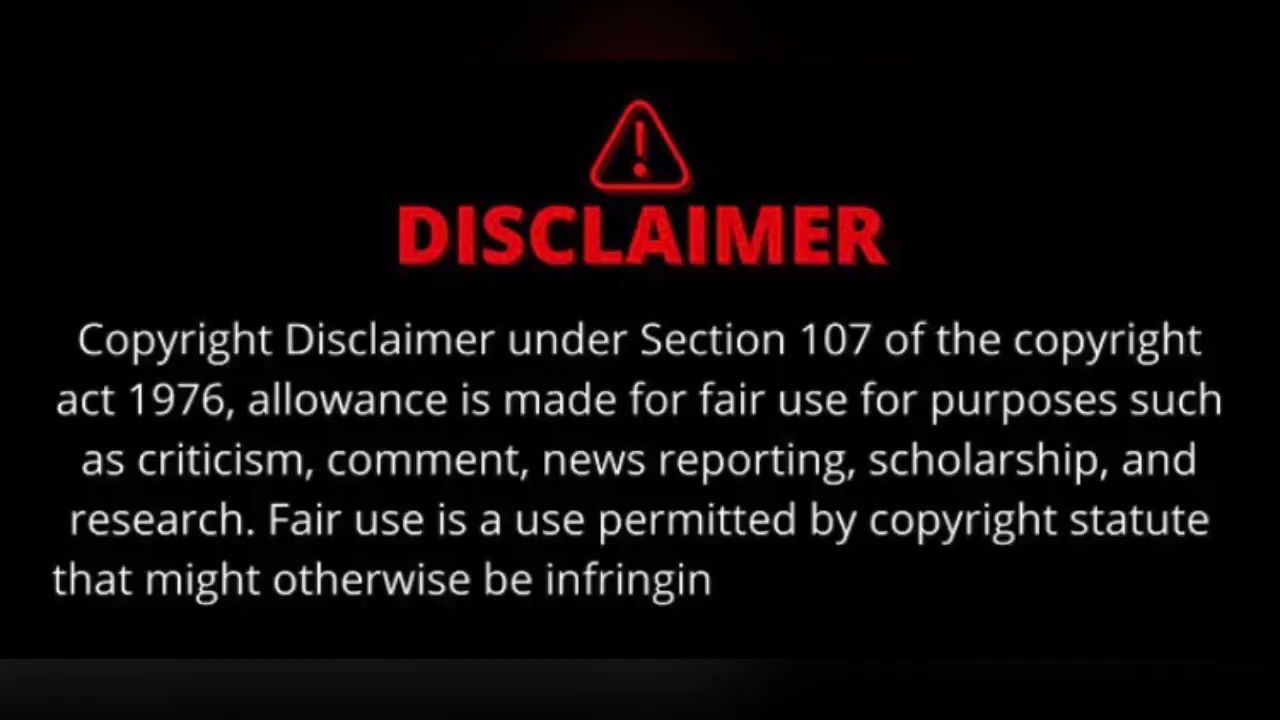 DISCLAIMER
Copyright Disclaimer under Section 107 of the copyright
act 1976, allowance is made for fair use for purposes such
as criticism, comment, news reporting, scholarship, and
research. Fair use is a use permitted by copyright statute
that might otherwise be infringin